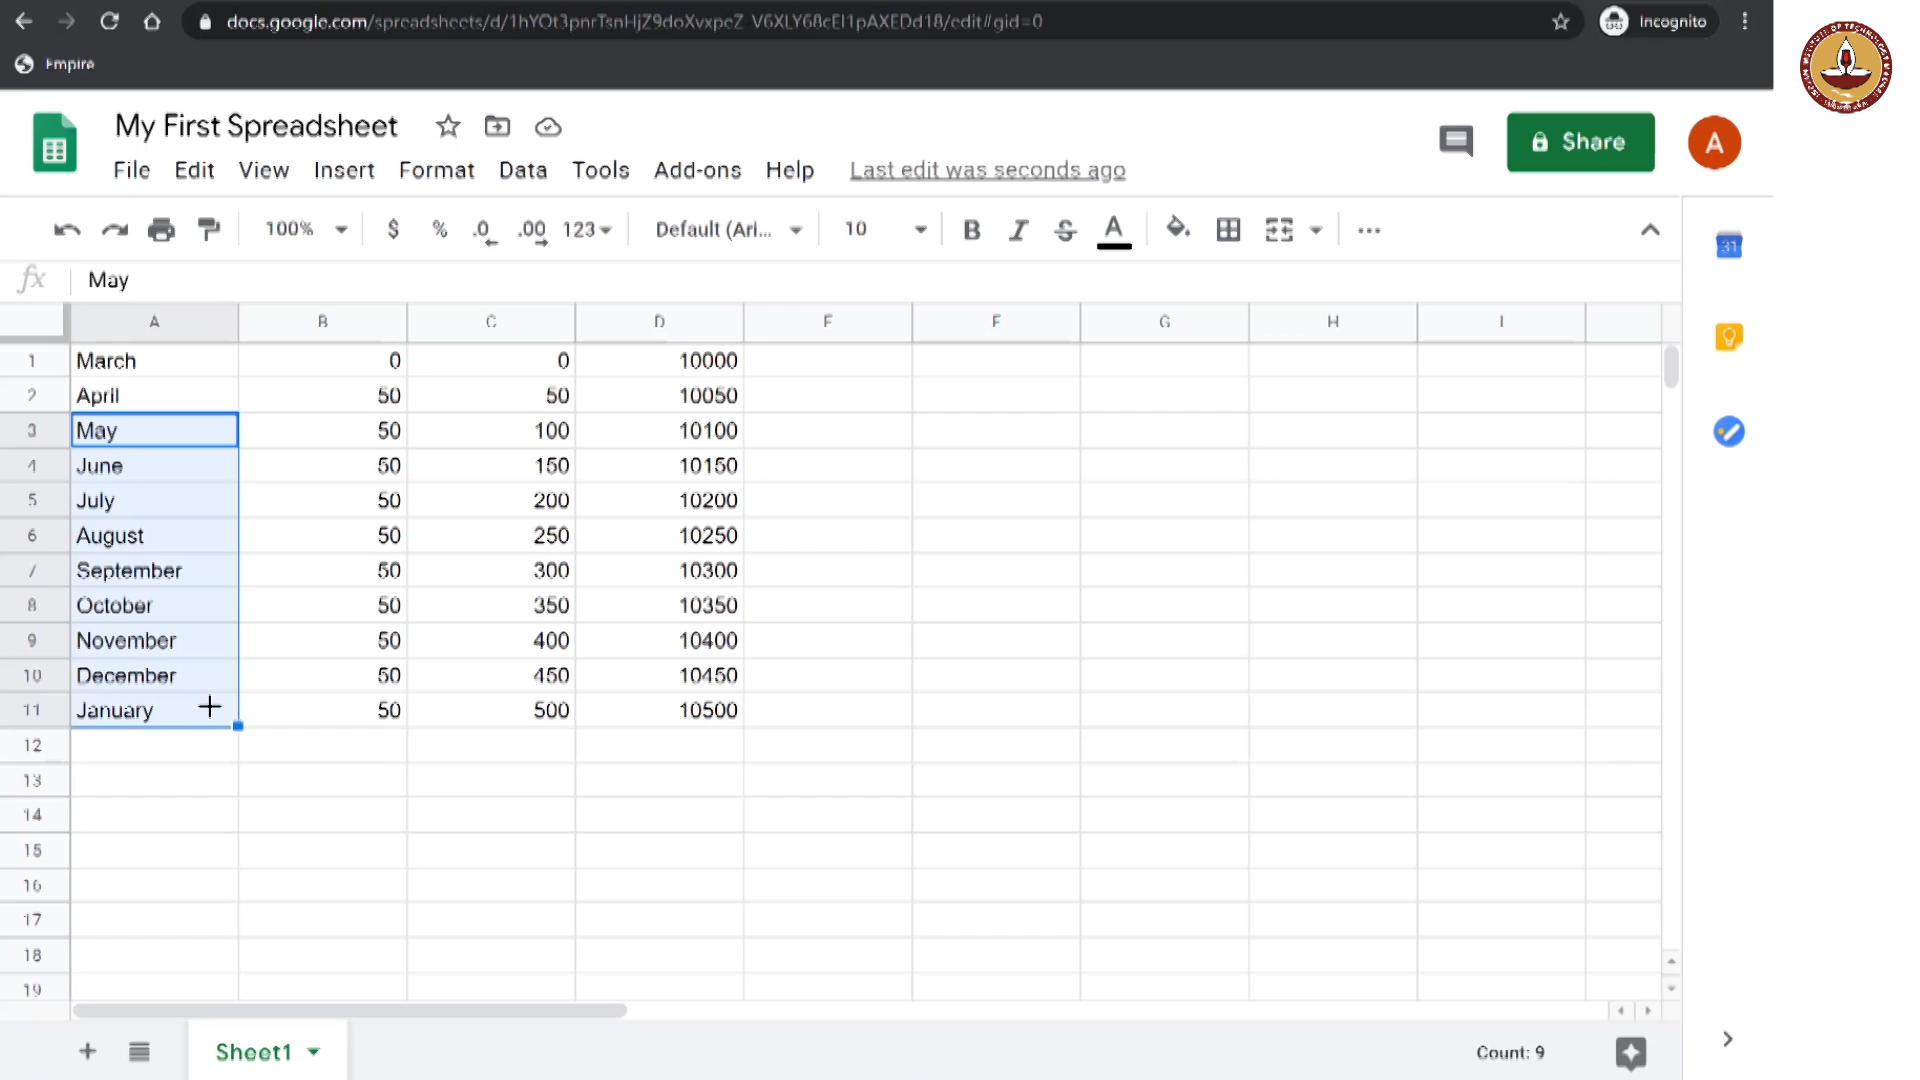 docs.google.com/spreadsheets/d/1hYOt3pnrTsnHjZ9doXvxpeZ V6XLY68cEI1pAXEDd18/edit#gid=0
Incognito
Empire
My First Spreadsheet
File Edit View Insert Format Data Tools Add-ons Help Last edit was seconds ago
Share
A
100% $ % .0 .00 123 Default (Ari... 10 B I S A
31
fx May
A B C D E F G H I
1 March 0 0 10000
2 April 50 50 10050
3 May 50 100 10100
4 June 50 150 10150
5 July 50 200 10200
6 August 50 250 10250
7 September 50 300 10300
8 October 50 350 10350
9 November 50 400 10400
10 December 50 450 10450
11 January 50 500 10500
12
13
14
15
16
17
18
19
Sheet1
Count: 9